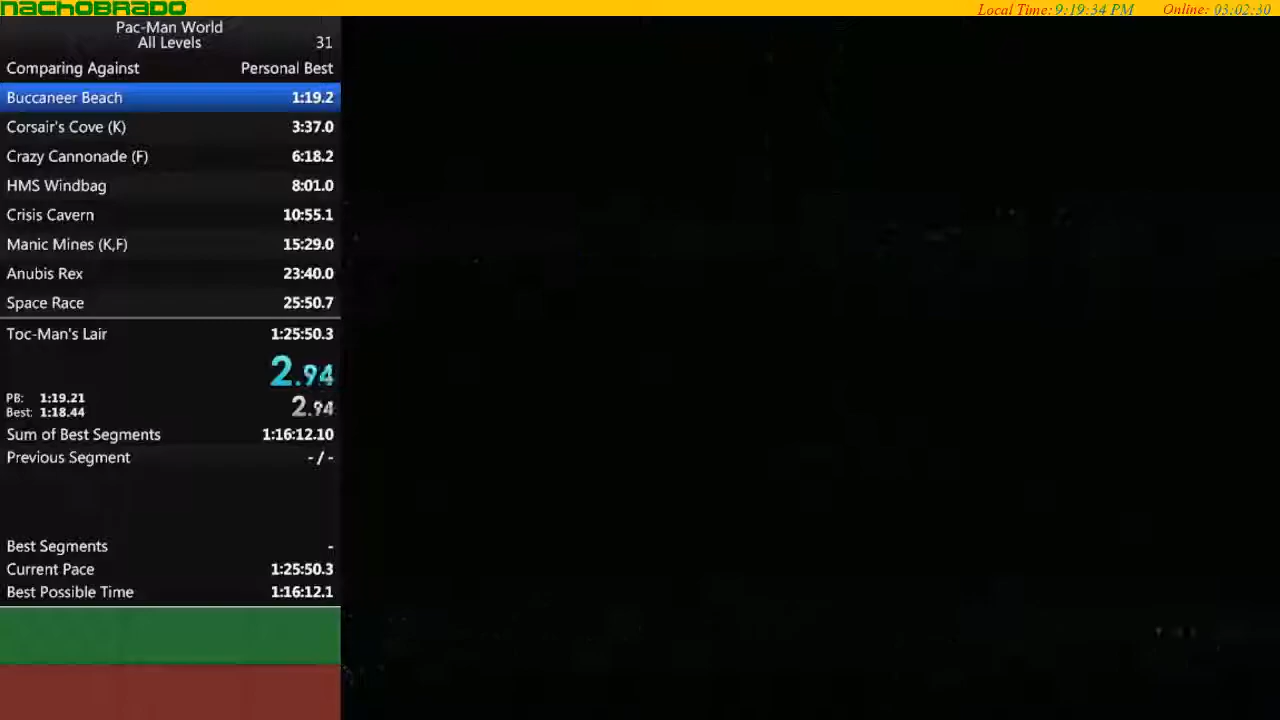 NACHOBRADO
Local Time: 9:19:34 PM Online: 03:02:30
Pac-Man World
All Levels 31
Comparing Against Personal Best
Buccaneer Beach 1:19.2
Corsair's Cove (K) 3:37.0
Crazy Cannonade (F) 6:18.2
HMS Windbag 8:01.0
Crisis Cavern 10:55.1
Manic Mines (K,F) 15:29.0
Anubis Rex 23:40.0
Space Race 25:50.7
Toc-Man's Lair 1:25:50.3
2.94
PB: 1:19.21
Best: 1:18.44
2.94
Sum of Best Segments 1:16:12.10
Previous Segment - / -
Best Segments -
Current Pace 1:25:50.3
Best Possible Time 1:16:12.1